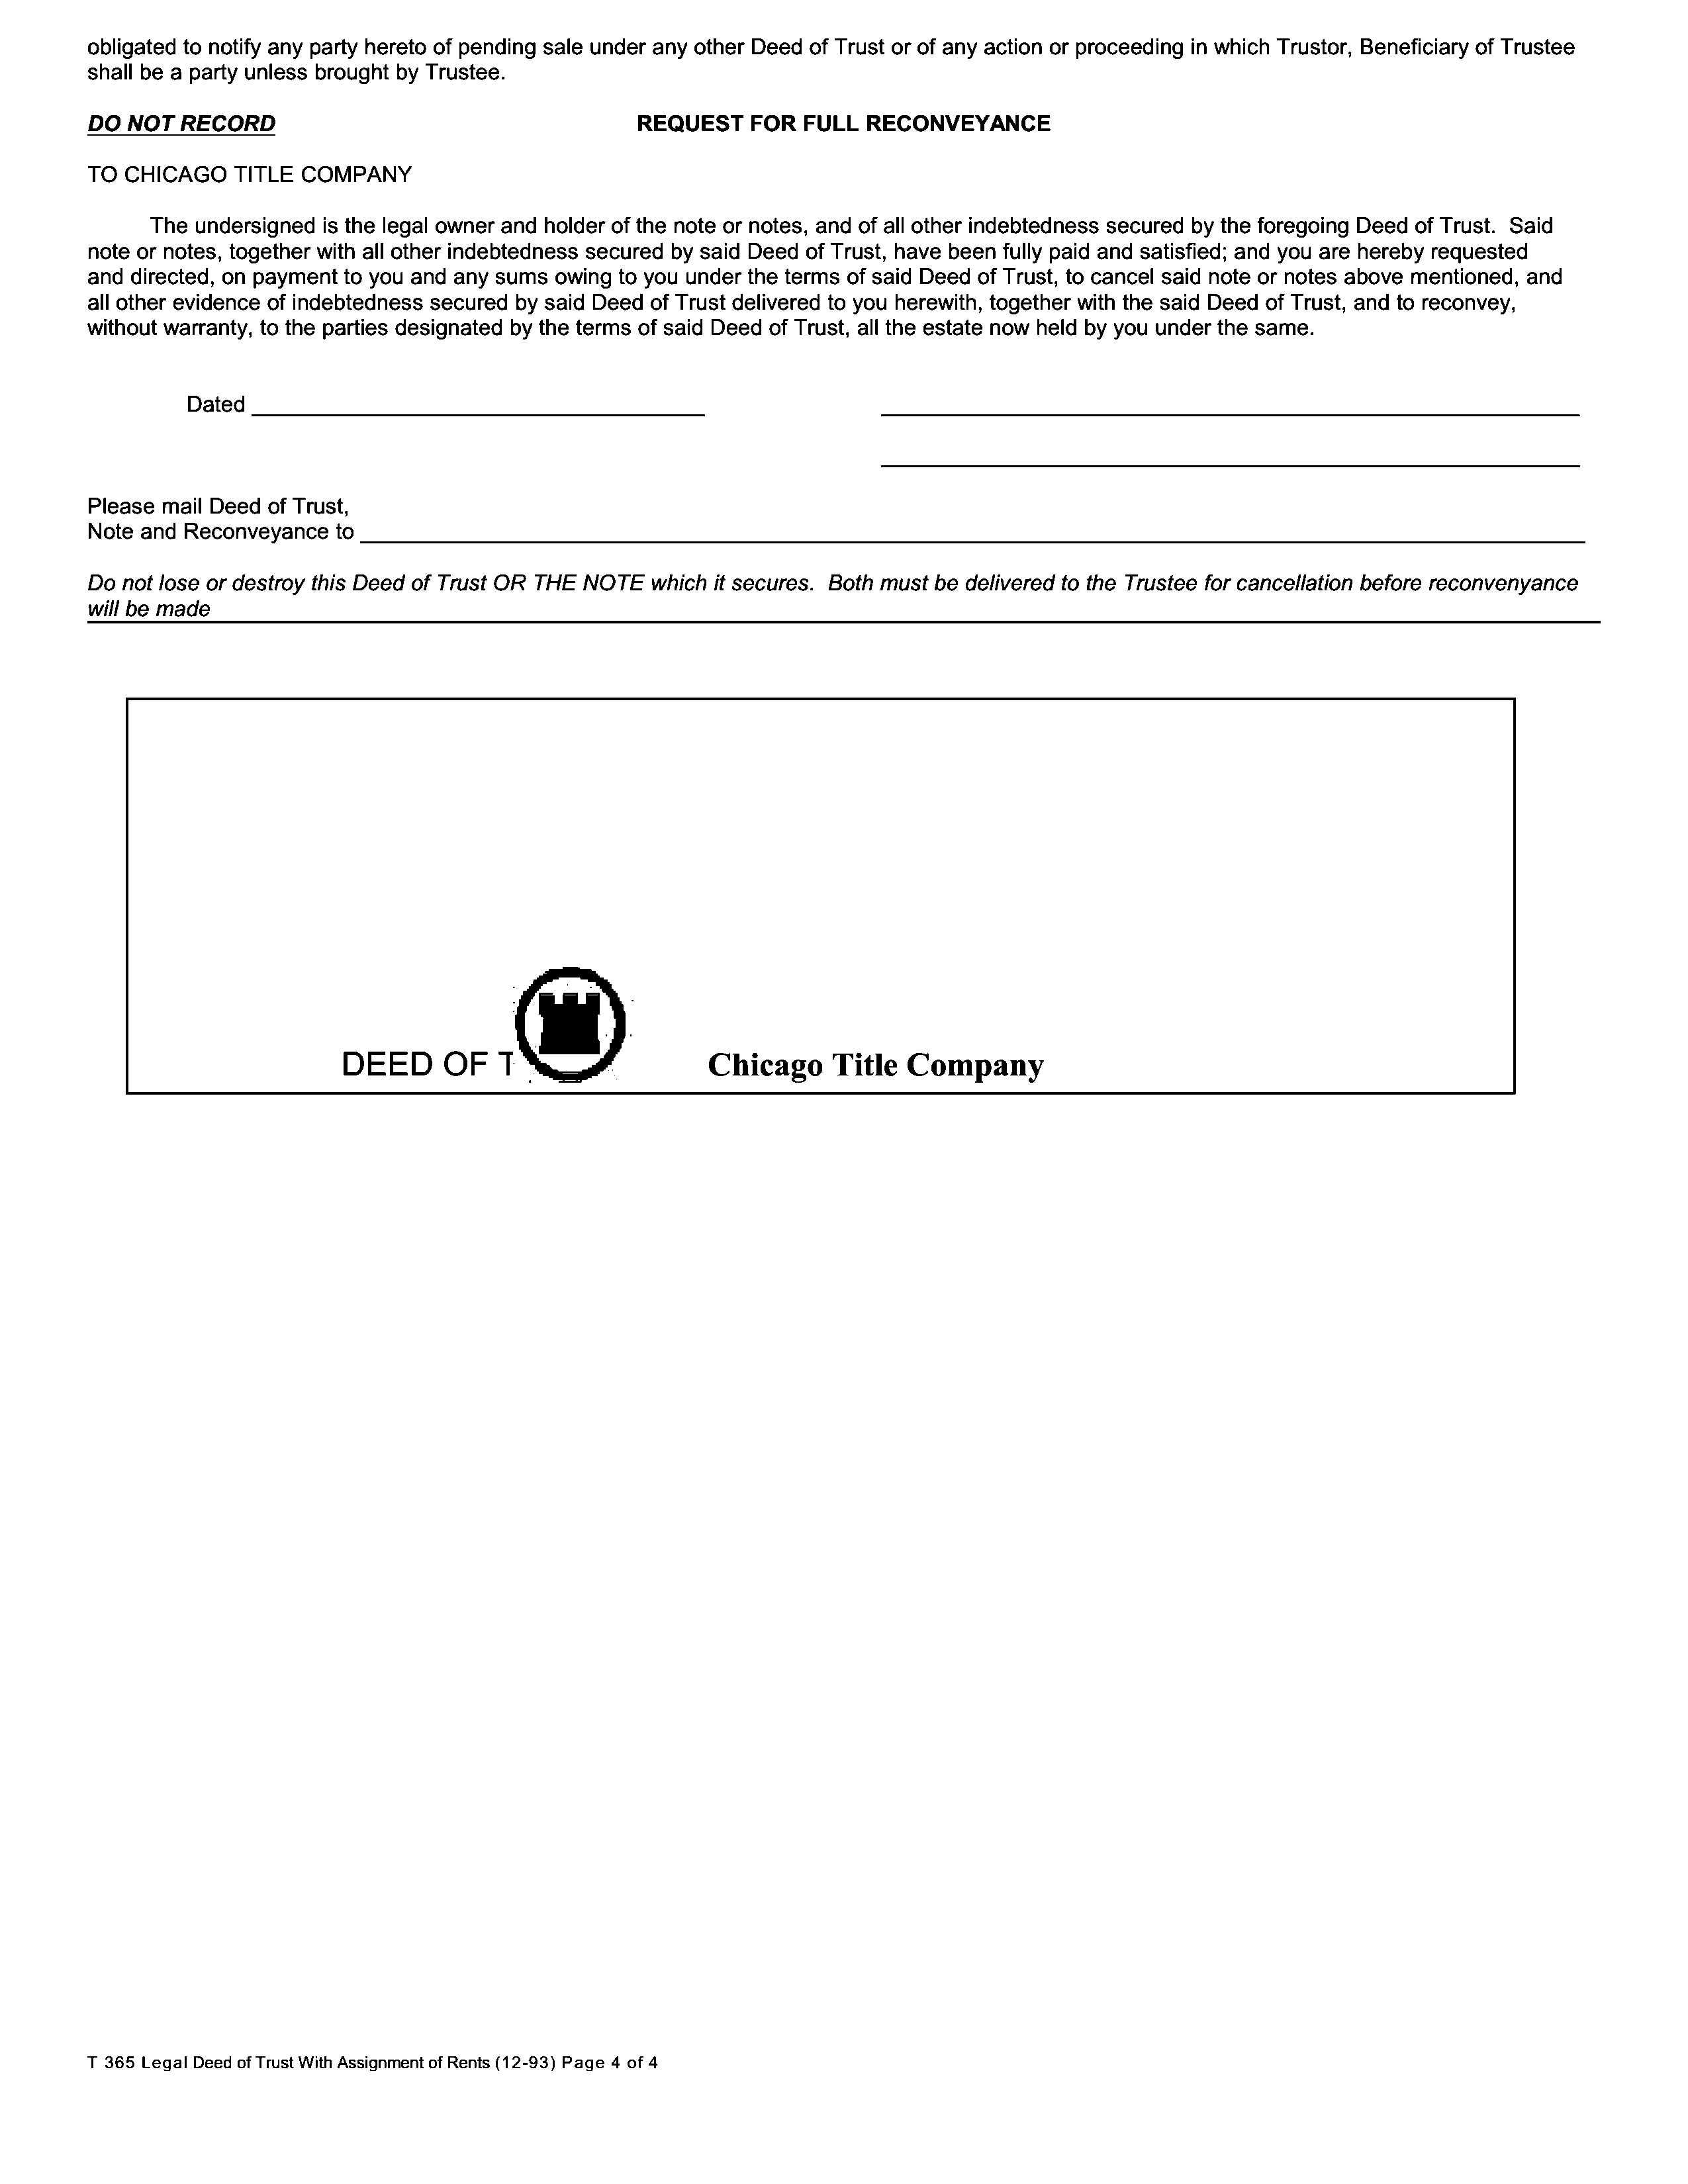 obligated to notify any party hereto of pending sale under any other Deed of Trust or of any action or proceeding in which Trustor, Beneficiary of Trustee
shall be a party unless brought by Trustee.
DO NOT RECORD REQUEST FOR FULL RECONVEYANCE
TO CHICAGO TITLE COMPANY
The undersigned is the legal owner and holder of the note or notes, and of all other indebtedness secured by the foregoing Deed of Trust. Said
note or notes, together with all other indebtedness secured by said Deed of Trust, have been fully paid and satisfied; and you are hereby requested
and directed, on payment to you and any sums owing to you under the terms of said Deed of Trust, to cancel said note or notes above mentioned, and
all other evidence of indebtedness secured by said Deed of Trust delivered to you herewith, together with the said Deed of Trust, and to reconvey,
without warranty, to the parties designated by the terms of said Deed of Trust, all the estate now held by you under the same.
Dated
Please mail Deed of Trust,
Note and Reconveyance to
Do not lose or destroy this Deed of Trust OR THE NOTE which it secures. Both must be delivered to the Trustee for cancellation before reconvenyance
will be made
DEED OF T Chicago Title Company
T 365 Legal Deed of Trust With Assignment of Rents (12-93) Page 4 of 4